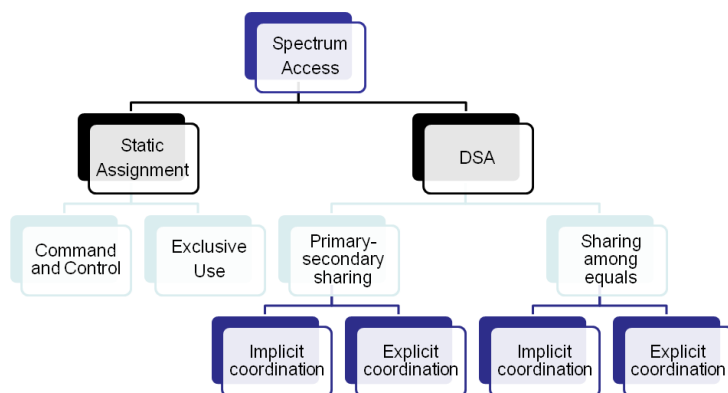 Spectrum
Access
Static
Assignment
DSA
Command
and Control
Exclusive
Use
Primary-
secondary
sharing
Sharing
among
equals
Implicit
coordination
Explicit
coordination
Implicit
coordination
Explicit
coordination